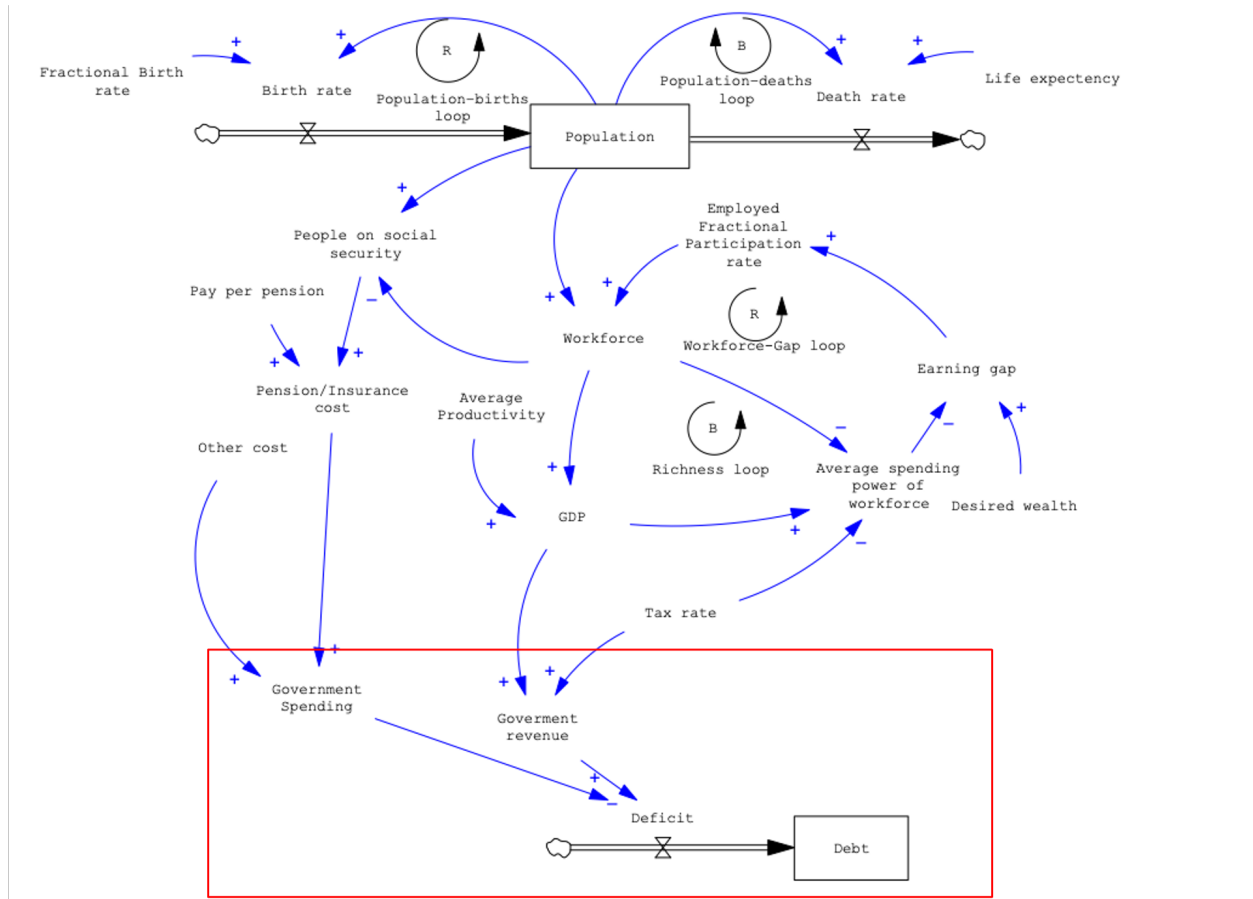 R
B
Fractional Birth
rate
Birth rate
Population-births
loop
Population-deaths
loop
Death rate
Life expectency
Population
People on social
security
Employed
Fractional
Participation
rate
Pay per pension
Workforce
R
Workforce-Gap loop
Earning gap
Pension/Insurance
cost
Average
Productivity
B
Richness loop
Other cost
Average spending
power of
workforce
Desired wealth
GDP
Tax rate
Government
Spending
Goverment
revenue
Deficit
Debt
+
+
+
+
+
+
+
+
–
+
+
–
–
+
+
+
+
–
+
+
+
+
+
–